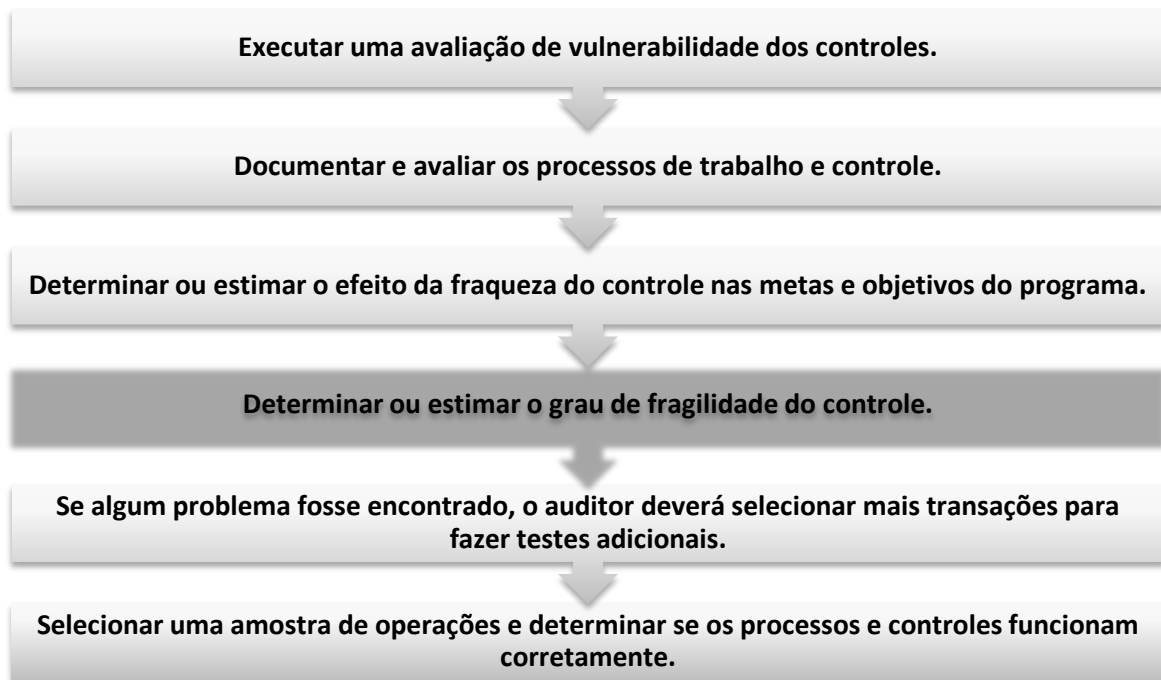 Executar uma avaliação de vulnerabilidade dos controles.
Documentar e avaliar os processos de trabalho e controle.
Determinar ou estimar o efeito da fraqueza do controle nas metas e objetivos do programa.
Determinar ou estimar o grau de fragilidade do controle.
Se algum problema fosse encontrado, o auditor deverá selecionar mais transações para
fazer testes adicionais.
Selecionar uma amostra de operações e determinar se os processos e controles funcionam
corretamente.